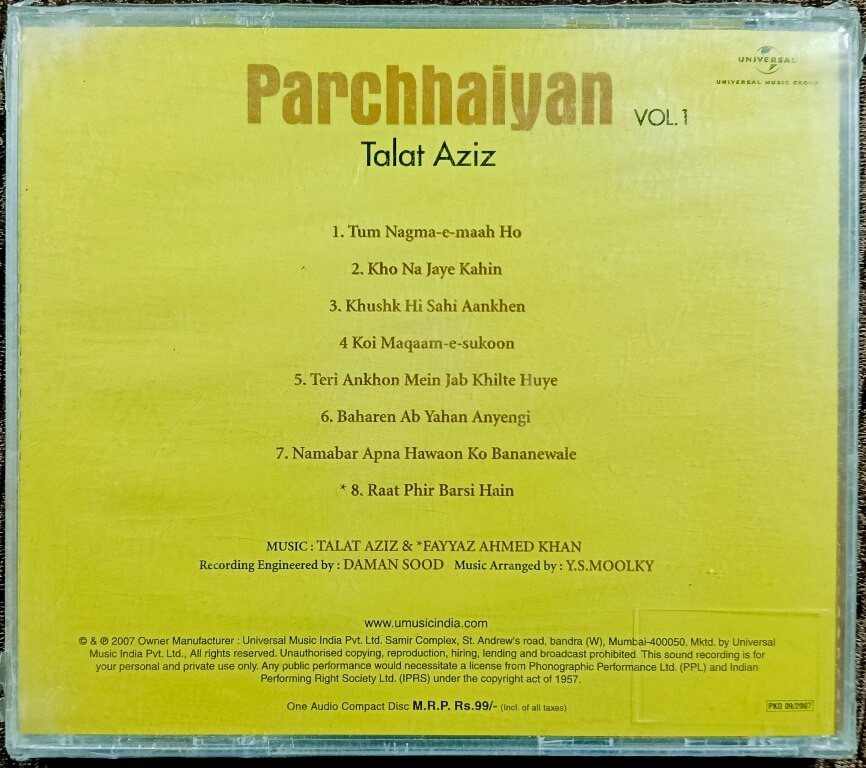 Parchhaiyan VOL.1
UNIVERSAL
UNIVERSAL MUSIC GROUP
Talat Aziz
1. Tum Nagma-e-maah Ho
2. Kho Na Jaye Kahin
3. Khushk Hi Sahi Aankhen
4 Koi Maqaam-e-sukoon
5. Teri Ankhon Mein Jab Khilte Huye
6. Baharen Ab Yahan Anyengi
7. Namabar Apna Hawaon Ko Bananewale
* 8. Raat Phir Barsi Hain
MUSIC : TALAT AZIZ & *FAYYAZ AHMED KHAN
Recording Engineered by : DAMAN SOOD Music Arranged by : Y.S.MOOLKY
www.umusicindia.com
© & ℗ 2007 Owner Manufacturer : Universal Music India Pvt. Ltd. Samir Complex, St. Andrew's road, bandra (W), Mumbai-400050. Mktd. by Universal
Music India Pvt. Ltd., All rights reserved. Unauthorised copying, reproduction, hiring, lending and broadcast prohibited. This sound recording is for
your personal and private use only. Any public performance would necessitate a license from Phonographic Performance Ltd. (PPL) and Indian
Performing Right Society Ltd. (IPRS) under the copyright act of 1957.
One Audio Compact Disc M.R.P. Rs.99/- (Incl. of all taxes)
PKD 09/2007